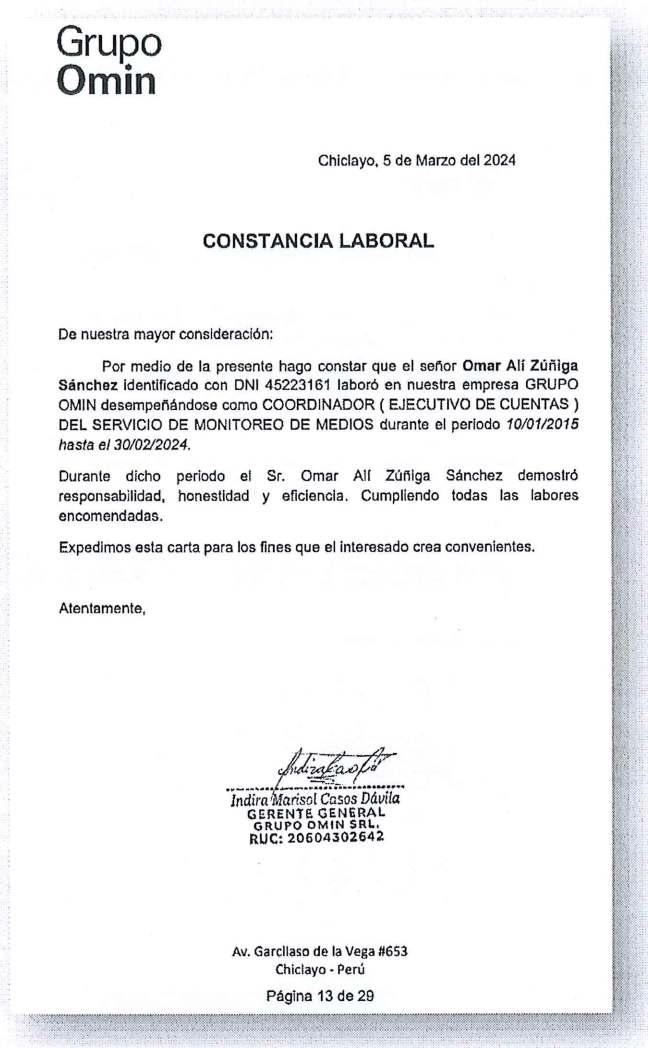 Grupo
Omin
Chiclayo, 5 de Marzo del 2024
CONSTANCIA LABORAL
De nuestra mayor consideración:
Por medio de la presente hago constar que el señor Omar Alí Zúñiga
Sánchez identificado con DNI 45223161 laboró en nuestra empresa GRUPO
OMIN desempeñándose como COORDINADOR ( EJECUTIVO DE CUENTAS )
DEL SERVICIO DE MONITOREO DE MEDIOS durante el periodo 10/01/2015
hasta el 30/02/2024.
Durante dicho periodo el Sr. Omar Alí Zúñiga Sánchez demostró
responsabilidad, honestidad y eficiencia. Cumpliendo todas las labores
encomendadas.
Expedimos esta carta para los fines que el interesado crea convenientes.
Atentamente,
Indira Marisol Casos Dávila
GERENTE GENERAL
GRUPO OMIN SRL.
RUC: 20604302642
Av. Garcilaso de la Vega #653
Chiclayo - Perú
Página 13 de 29